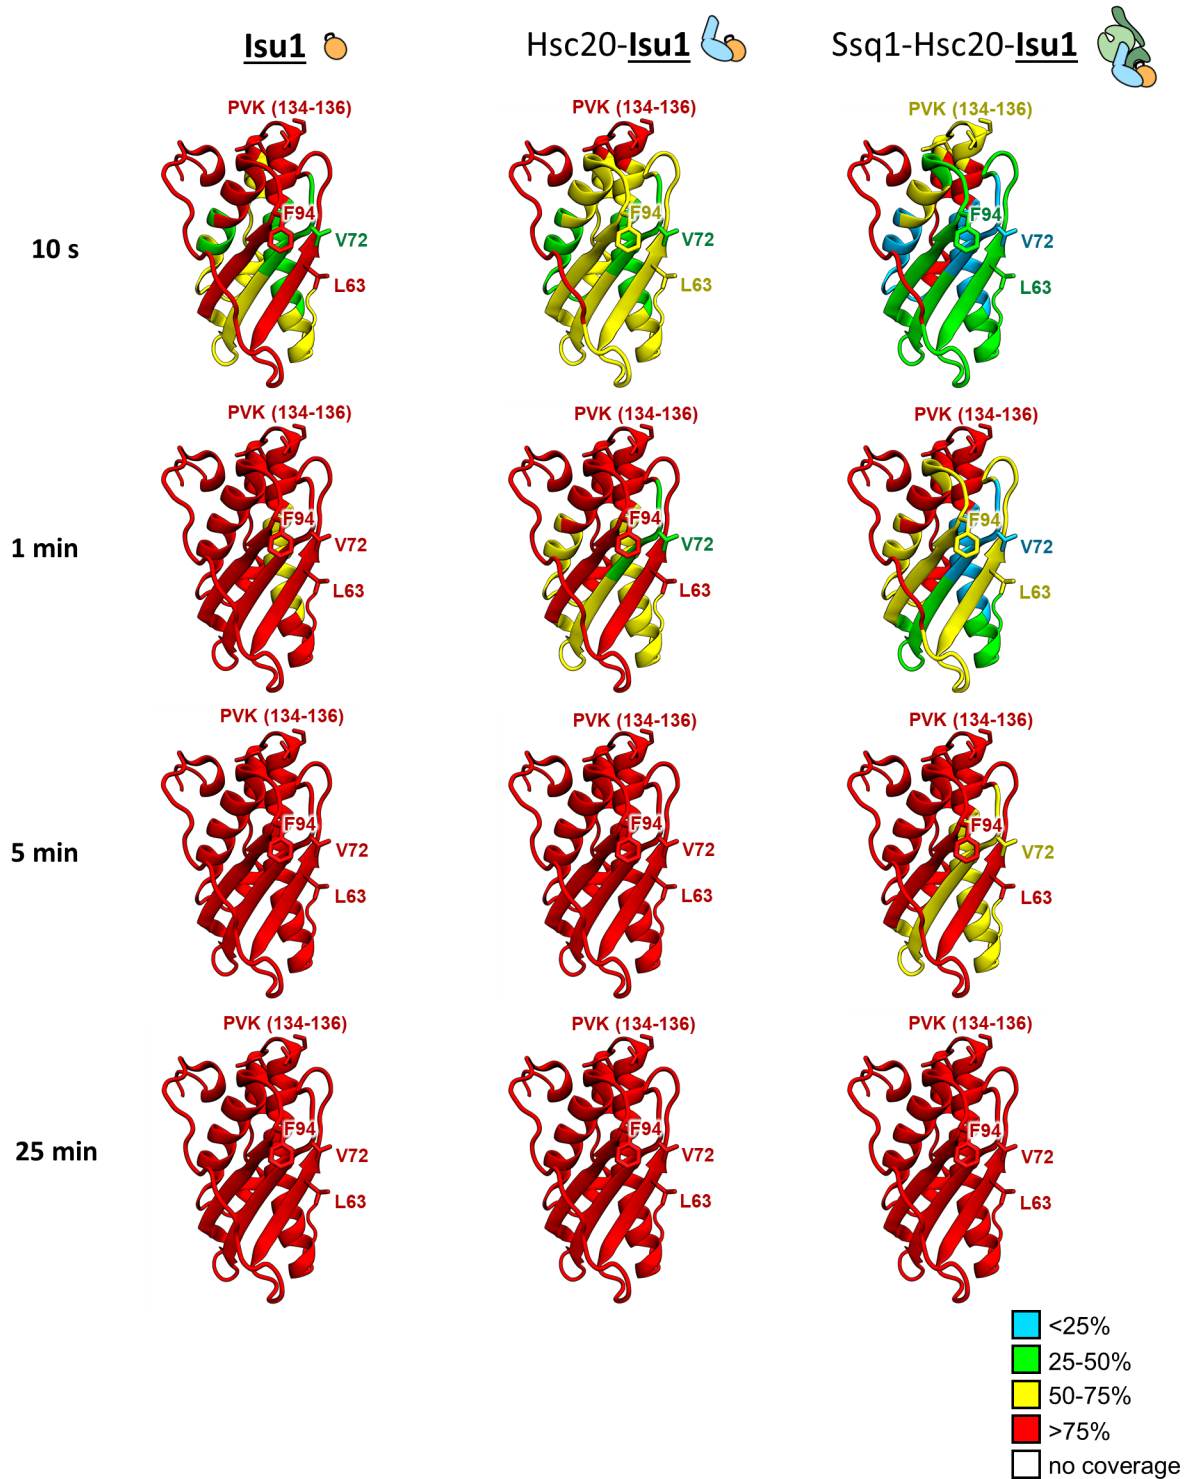 Isu1
Hsc20-Isu1
Ssq1-Hsc20-Isu1
10 s
PVK (134-136)
F94
V72
L63
PVK (134-136)
F94
V72
L63
PVK (134-136)
F94
V72
L63
1 min
PVK (134-136)
F94
V72
L63
PVK (134-136)
F94
V72
L63
PVK (134-136)
F94
V72
L63
5 min
PVK (134-136)
F94
V72
L63
PVK (134-136)
F94
V72
L63
PVK (134-136)
F94
V72
L63
25 min
PVK (134-136)
F94
V72
L63
PVK (134-136)
F94
V72
L63
PVK (134-136)
F94
V72
L63
<25%
25-50%
50-75%
>75%
no coverage